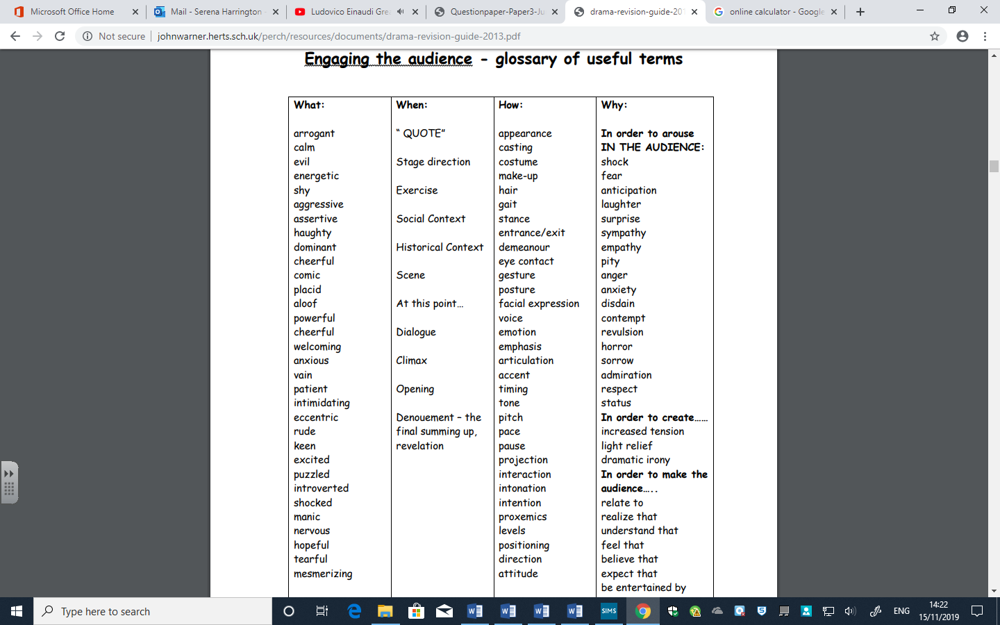 Microsoft Office Home
Mail - Serena Harrington
Ludovico Einaudi Grea
Questionpaper-Paper3-Ju
drama-revision-guide-201
online calculator - Google
Not secure
johnwarner.herts.sch.uk/perch/resources/documents/drama-revision-guide-2013.pdf
Engaging the audience - glossary of useful terms
What:
arrogant
calm
evil
energetic
shy
aggressive
assertive
haughty
dominant
cheerful
comic
placid
aloof
powerful
cheerful
welcoming
anxious
vain
patient
intimidating
eccentric
rude
keen
excited
puzzled
introverted
shocked
manic
nervous
hopeful
tearful
mesmerizing
When:
“ QUOTE”
Stage direction
Exercise
Social Context
Historical Context
Scene
At this point…
Dialogue
Climax
Opening
Denouement – the
final summing up,
revelation
How:
appearance
casting
costume
make-up
hair
gait
stance
entrance/exit
demeanour
eye contact
gesture
posture
facial expression
voice
emotion
emphasis
articulation
accent
timing
tone
pitch
pace
pause
projection
interaction
intonation
intention
proxemics
levels
positioning
direction
attitude
Why:
In order to arouse
IN THE AUDIENCE:
shock
fear
anticipation
laughter
surprise
sympathy
empathy
pity
anger
anxiety
disdain
contempt
revulsion
horror
sorrow
admiration
respect
status
In order to create……
increased tension
light relief
dramatic irony
In order to make the
audience…..
relate to
realize that
understand that
feel that
believe that
expect that
be entertained by
Type here to search
SIMS
ENG
14:22
15/11/2019